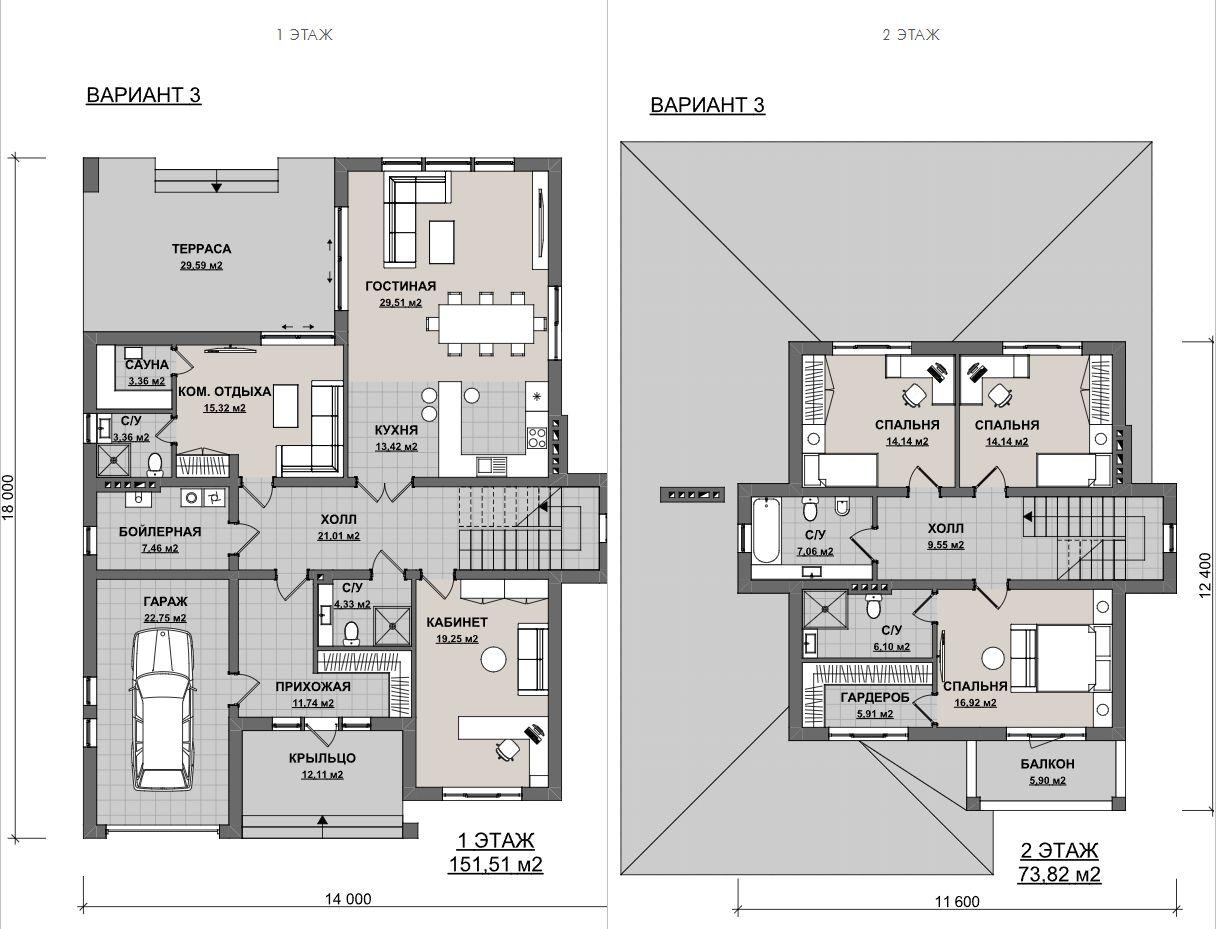 1 ЭТАЖ
ВАРИАНТ 3
ТЕРРАСА
29.59 м2
ГОСТИНАЯ
29,51 м2
САУНА
3.36 м2
КОМ. ОТДЫХА
15.32 м2
С/У
3,36 м2
КУХНЯ
13,42 м2
БОЙЛЕРНАЯ
7,46 м2
ХОЛЛ
21,01 м2
ГАРАЖ
22,75 м2
С/У
4,33 м2
КАБИНЕТ
19,25 м2
ПРИХОЖАЯ
11,74 м2
КРЫЛЬЦО
12,11 м2
1 ЭТАЖ
151,51 м2
18 000
14 000
2 ЭТАЖ
ВАРИАНТ 3
СПАЛЬНЯ
14,14 м2
СПАЛЬНЯ
14,14 м2
С/У
7,06 м2
ХОЛЛ
9,55 м2
С/У
6,10 м2
ГАРДЕРОБ
5,91 м2
СПАЛЬНЯ
16,92 м2
БАЛКОН
5,90 м2
2 ЭТАЖ
73,82 м2
12 400
11 600